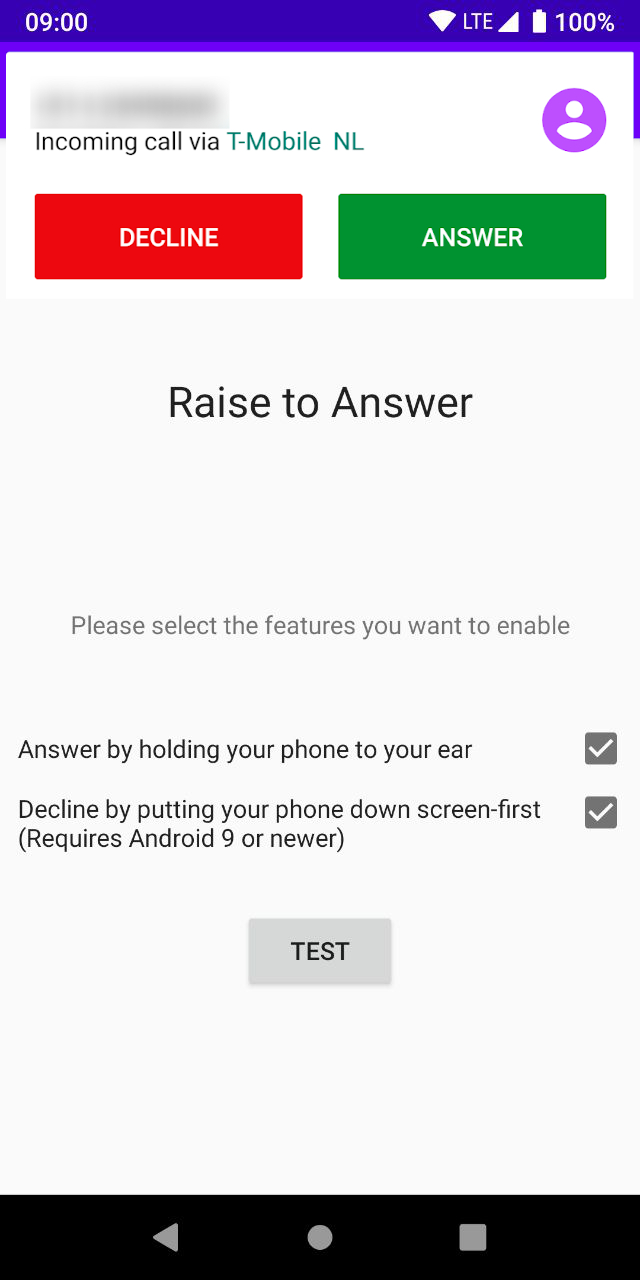 09:00 LTE 100%
Incoming call via T-Mobile NL
DECLINE ANSWER
Raise to Answer
Please select the features you want to enable
Answer by holding your phone to your ear
Decline by putting your phone down screen-first
(Requires Android 9 or newer)
TEST